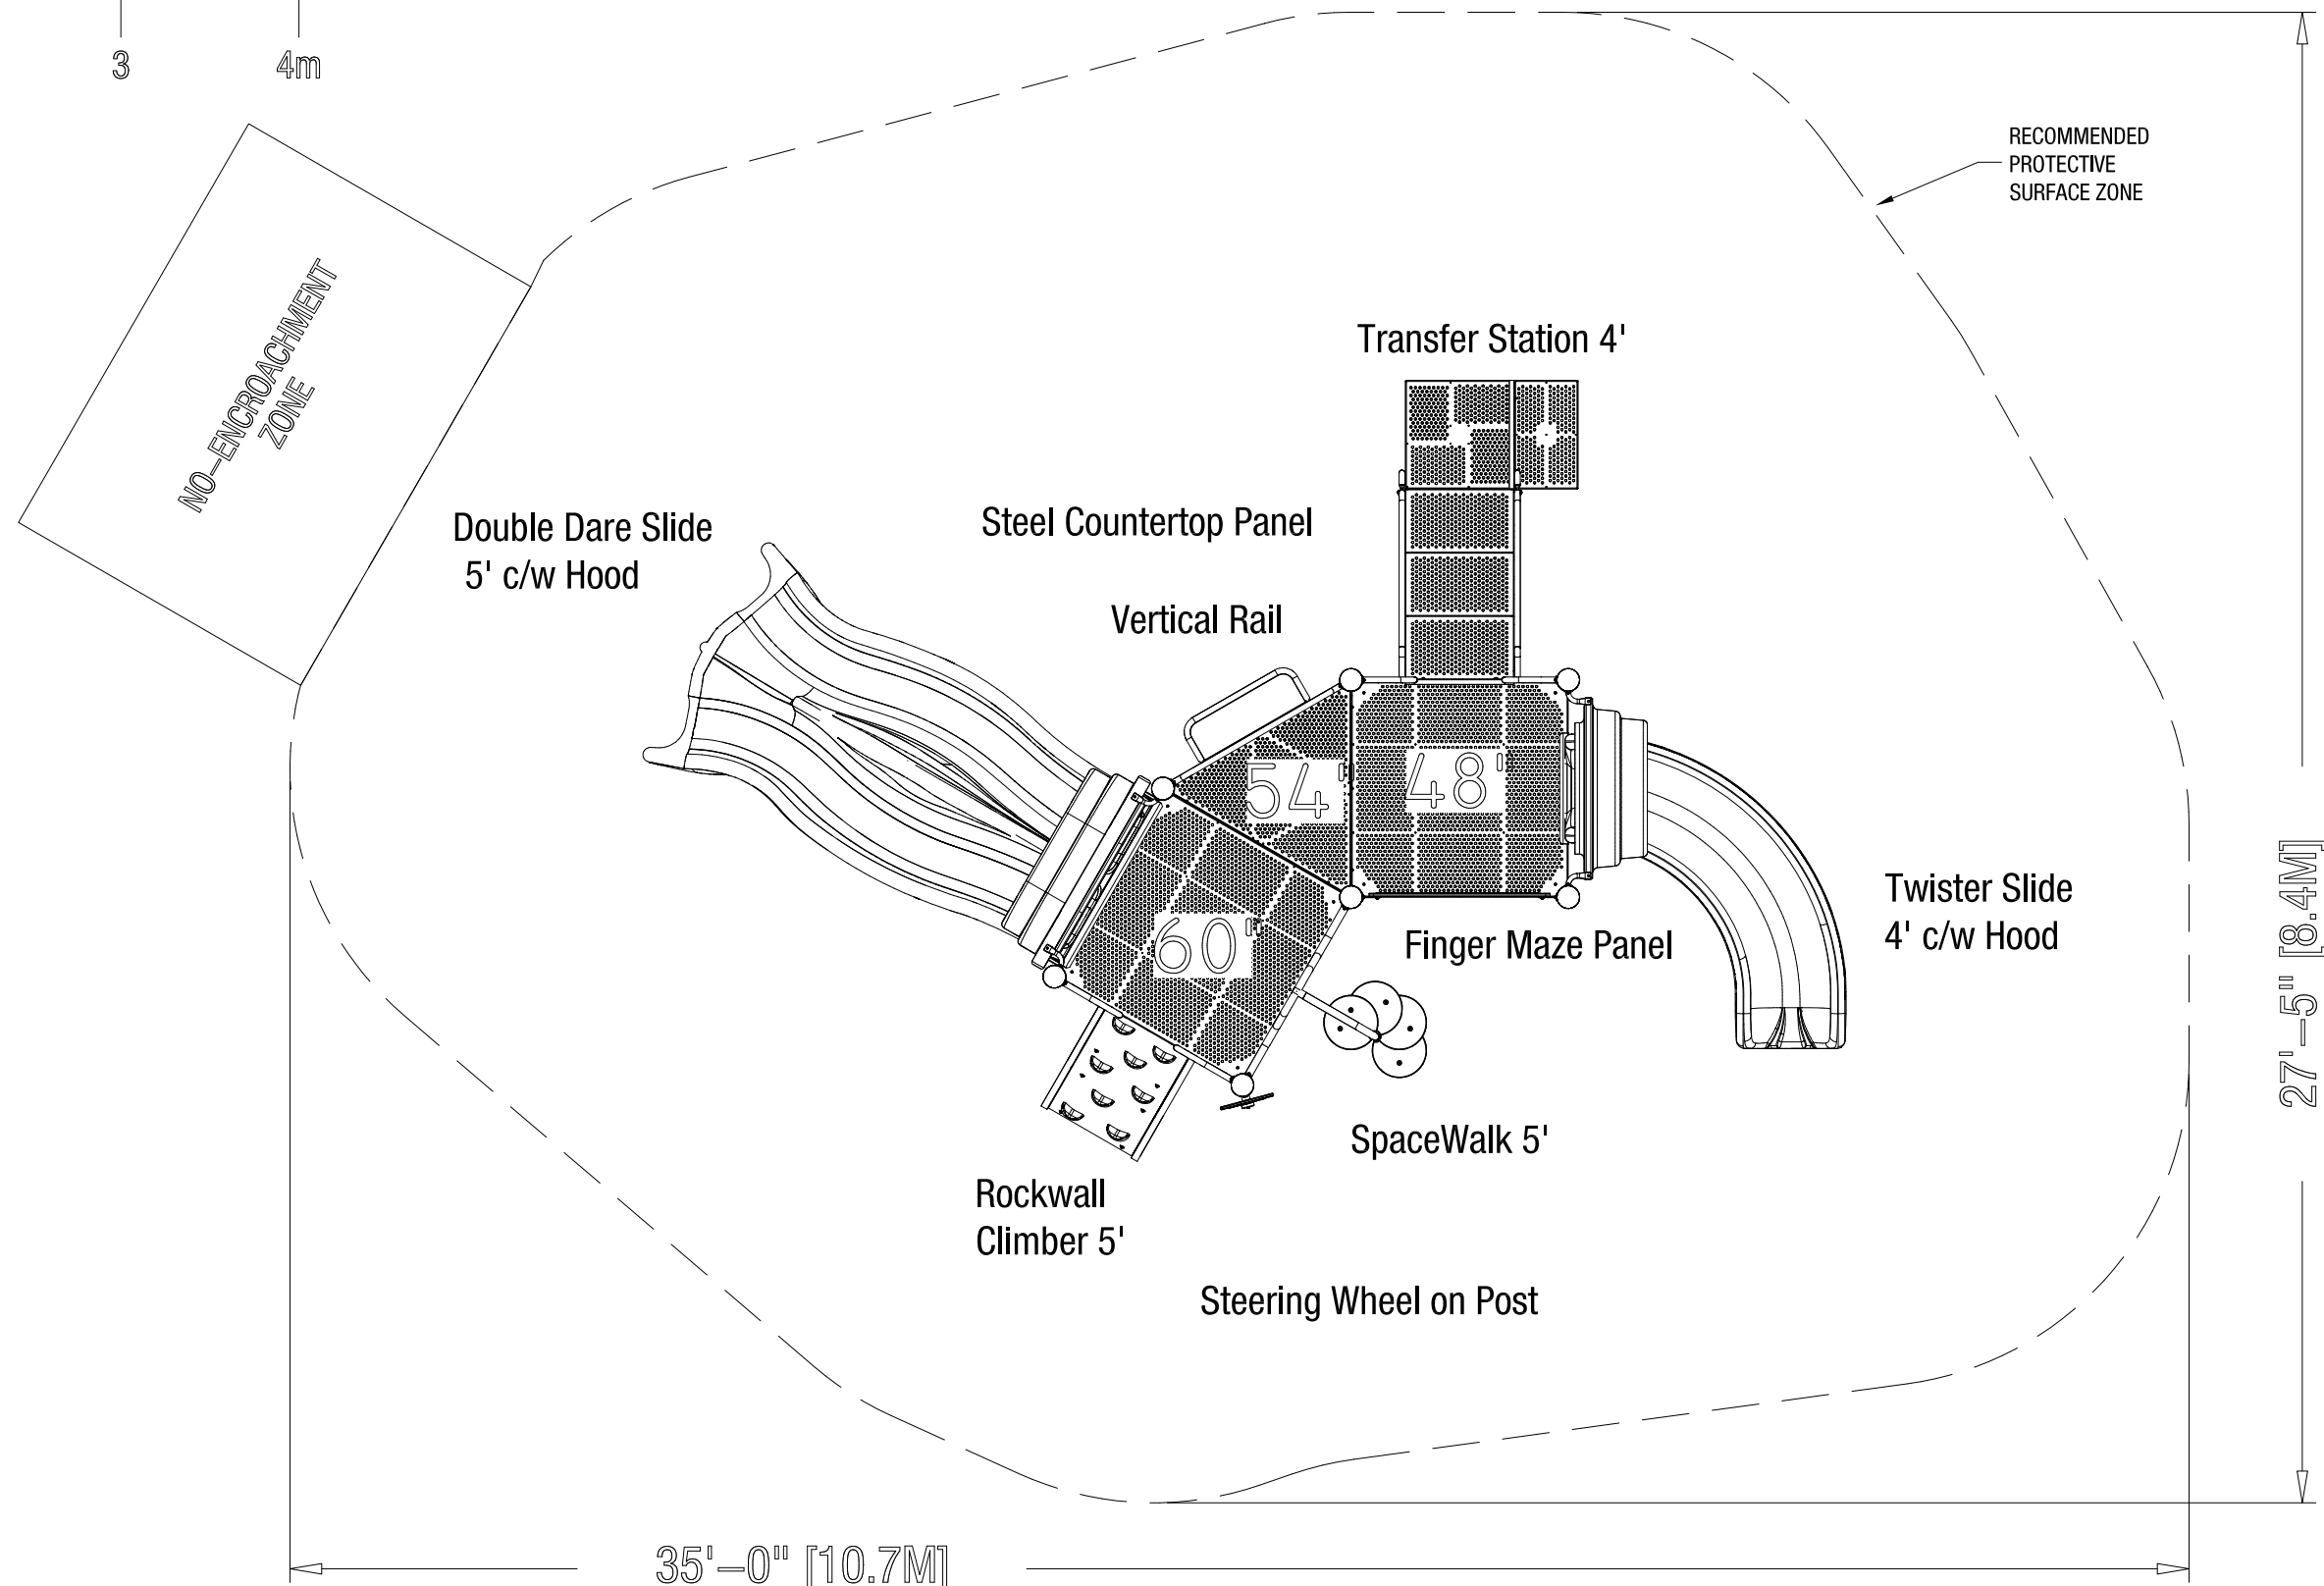 3
4m
RECOMMENDED
PROTECTIVE
SURFACE ZONE
NO-ENCROACHMENT
ZONE
Transfer Station 4'
Double Dare Slide
5' c/w Hood
Steel Countertop Panel
Vertical Rail
54"
48"
60"
Twister Slide
4' c/w Hood
Finger Maze Panel
SpaceWalk 5'
Rockwall
Climber 5'
Steering Wheel on Post
27'-5" [8.4M]
35'-0" [10.7M]